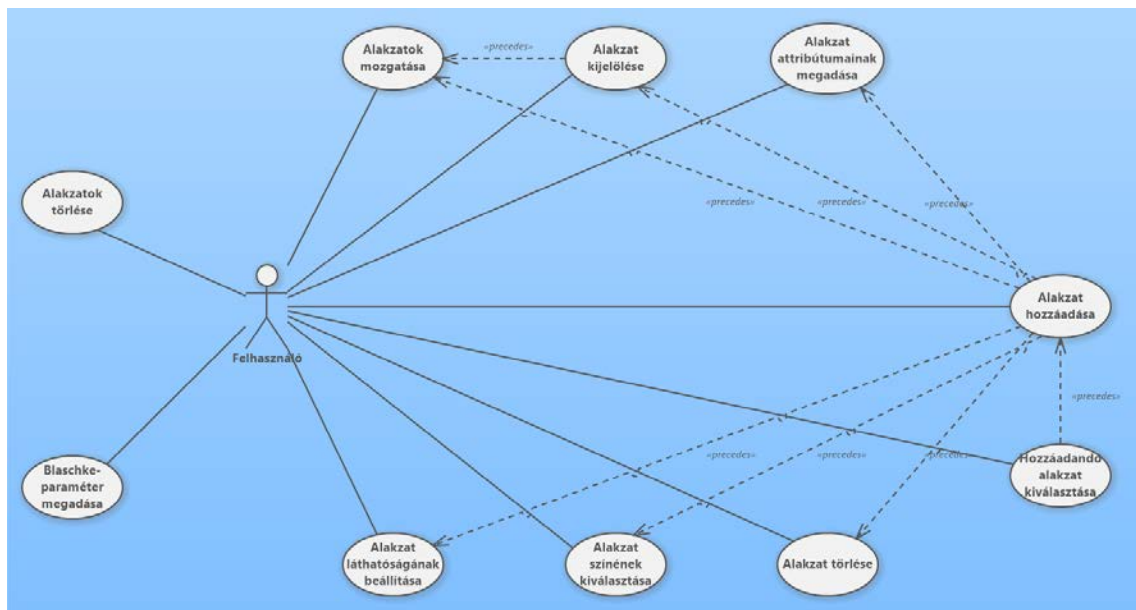 Alakzatok
mozgatása
«precedes»
Alakzat
kijelölése
Alakzat
attribútumainak
megadása
Alakzatok
törlése
«precedes»
«precedes»
«precedes»
Felhasználó
Alakzat
hozzáadása
«precedes»
Blaschke-
paraméter
megadása
«precedes»
«precedes»
«precedes»
Hozzáadandó
alakzat
kiválasztása
Alakzat
láthatóságának
beállítása
Alakzat
színének
kiválasztása
Alakzat törlése